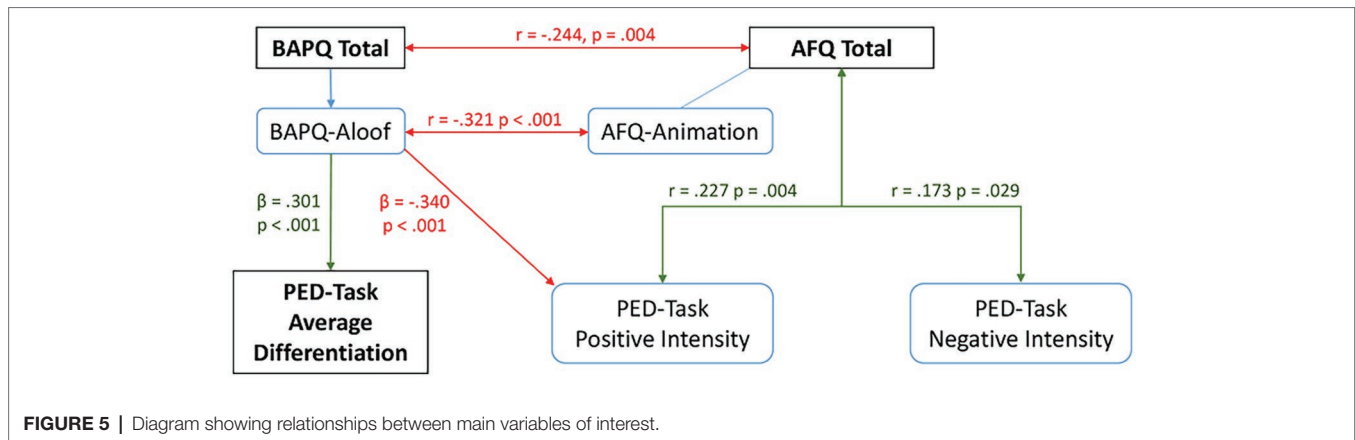 BAPQ Total
r = -.244, p = .004
AFQ Total
BAPQ-Aloof
r = -.321 p < .001
AFQ-Animation
β = .301
p < .001
β = -.340
p < .001
r = .227 p = .004
r = .173 p = .029
PED-Task
Average
Differentiation
PED-Task
Positive Intensity
PED-Task
Negative Intensity
FIGURE 5 | Diagram showing relationships between main variables of interest.